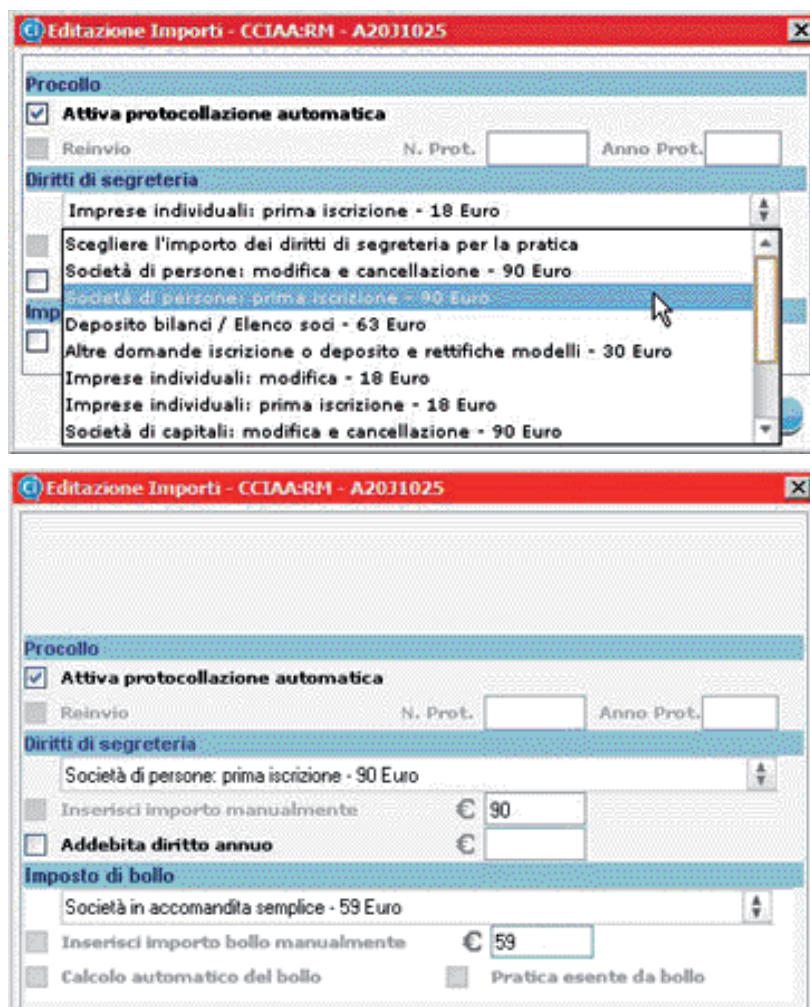 Ci Editazione Importi - CCIAA:RM - A20J1025
Procollo
Attiva protocollazione automatica
Reinvio N. Prot. Anno Prot.
Diritti di segreteria
Imprese individuali: prima iscrizione - 18 Euro
Scegliere l'importo dei diritti di segreteria per la pratica
Società di persone: modifica e cancellazione - 90 Euro
Società di persone: prima iscrizione - 90 Euro
Imp
Deposito bilanci / Elenco soci - 63 Euro
Altre domande iscrizione o deposito e rettifiche modelli - 30 Euro
Imprese individuali: modifica - 18 Euro
Imprese individuali: prima iscrizione - 18 Euro
Società di capitali: modifica e cancellazione - 90 Euro
Ci Editazione Importi - CCIAA:RM - A20J1025
Procollo
Attiva protocollazione automatica
Reinvio N. Prot. Anno Prot.
Diritti di segreteria
Società di persone: prima iscrizione - 90 Euro
Inserisci importo manualmente € 90
Addebita diritto annuo €
Imposto di bollo
Società in accomandita semplice - 59 Euro
Inserisci importo bollo manualmente € 59
Calcolo automatico del bollo Pratica esente da bollo